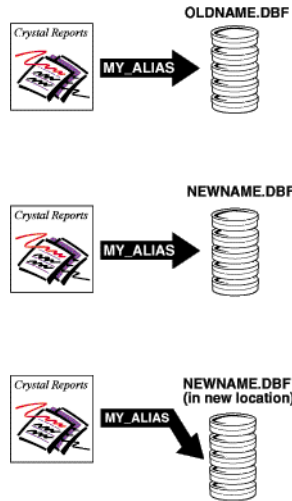 OLDNAME.DBF
Crystal Reports
MY_ALIAS
NEWNAME.DBF
Crystal Reports
MY_ALIAS
Crystal Reports
NEWNAME.DBF
(in new location)
MY_ALIAS